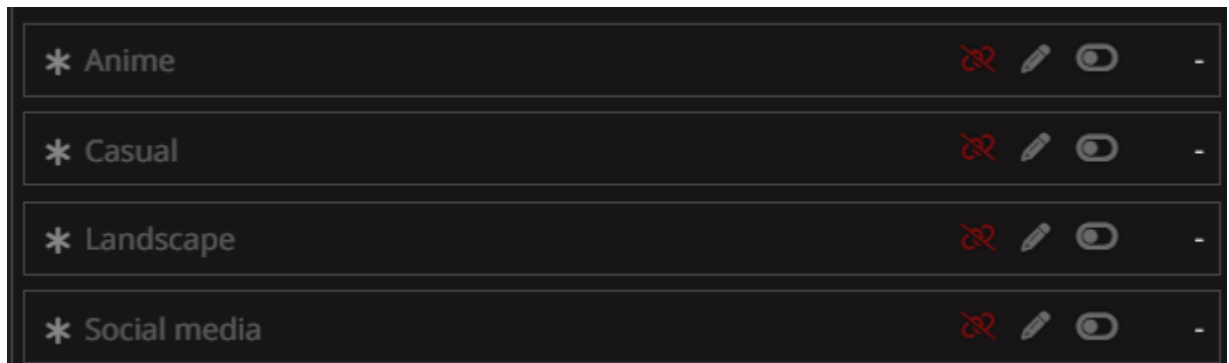 * Anime -
* Casual -
* Landscape -
* Social media -